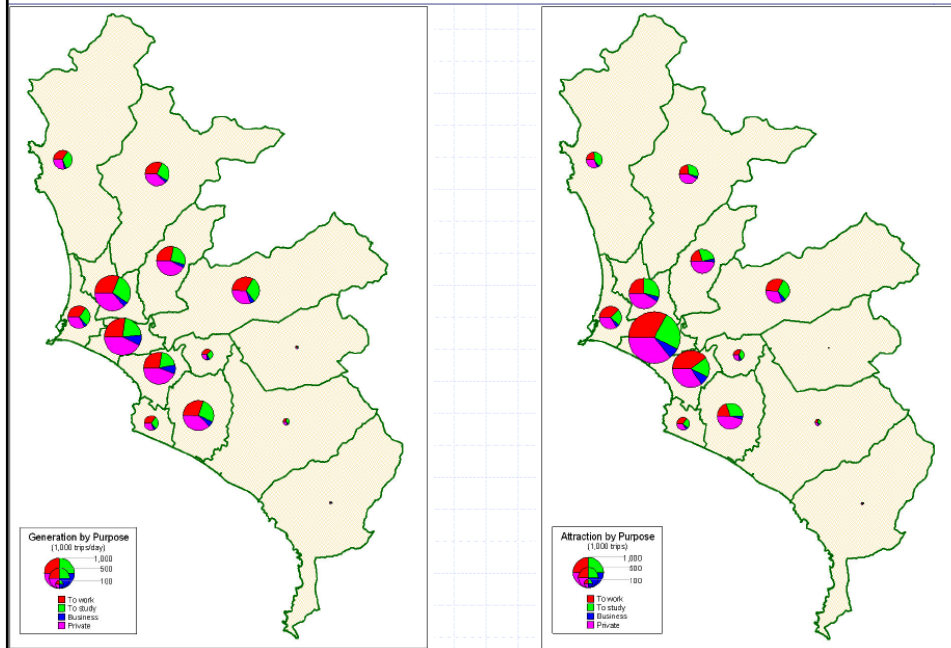 Generation by Purpose
(1,000 trips/day)
1,000
500
100
To work
To study
Business
Private
Attraction by Purpose
(1,000 trips)
1,000
500
100
To work
To study
Business
Private